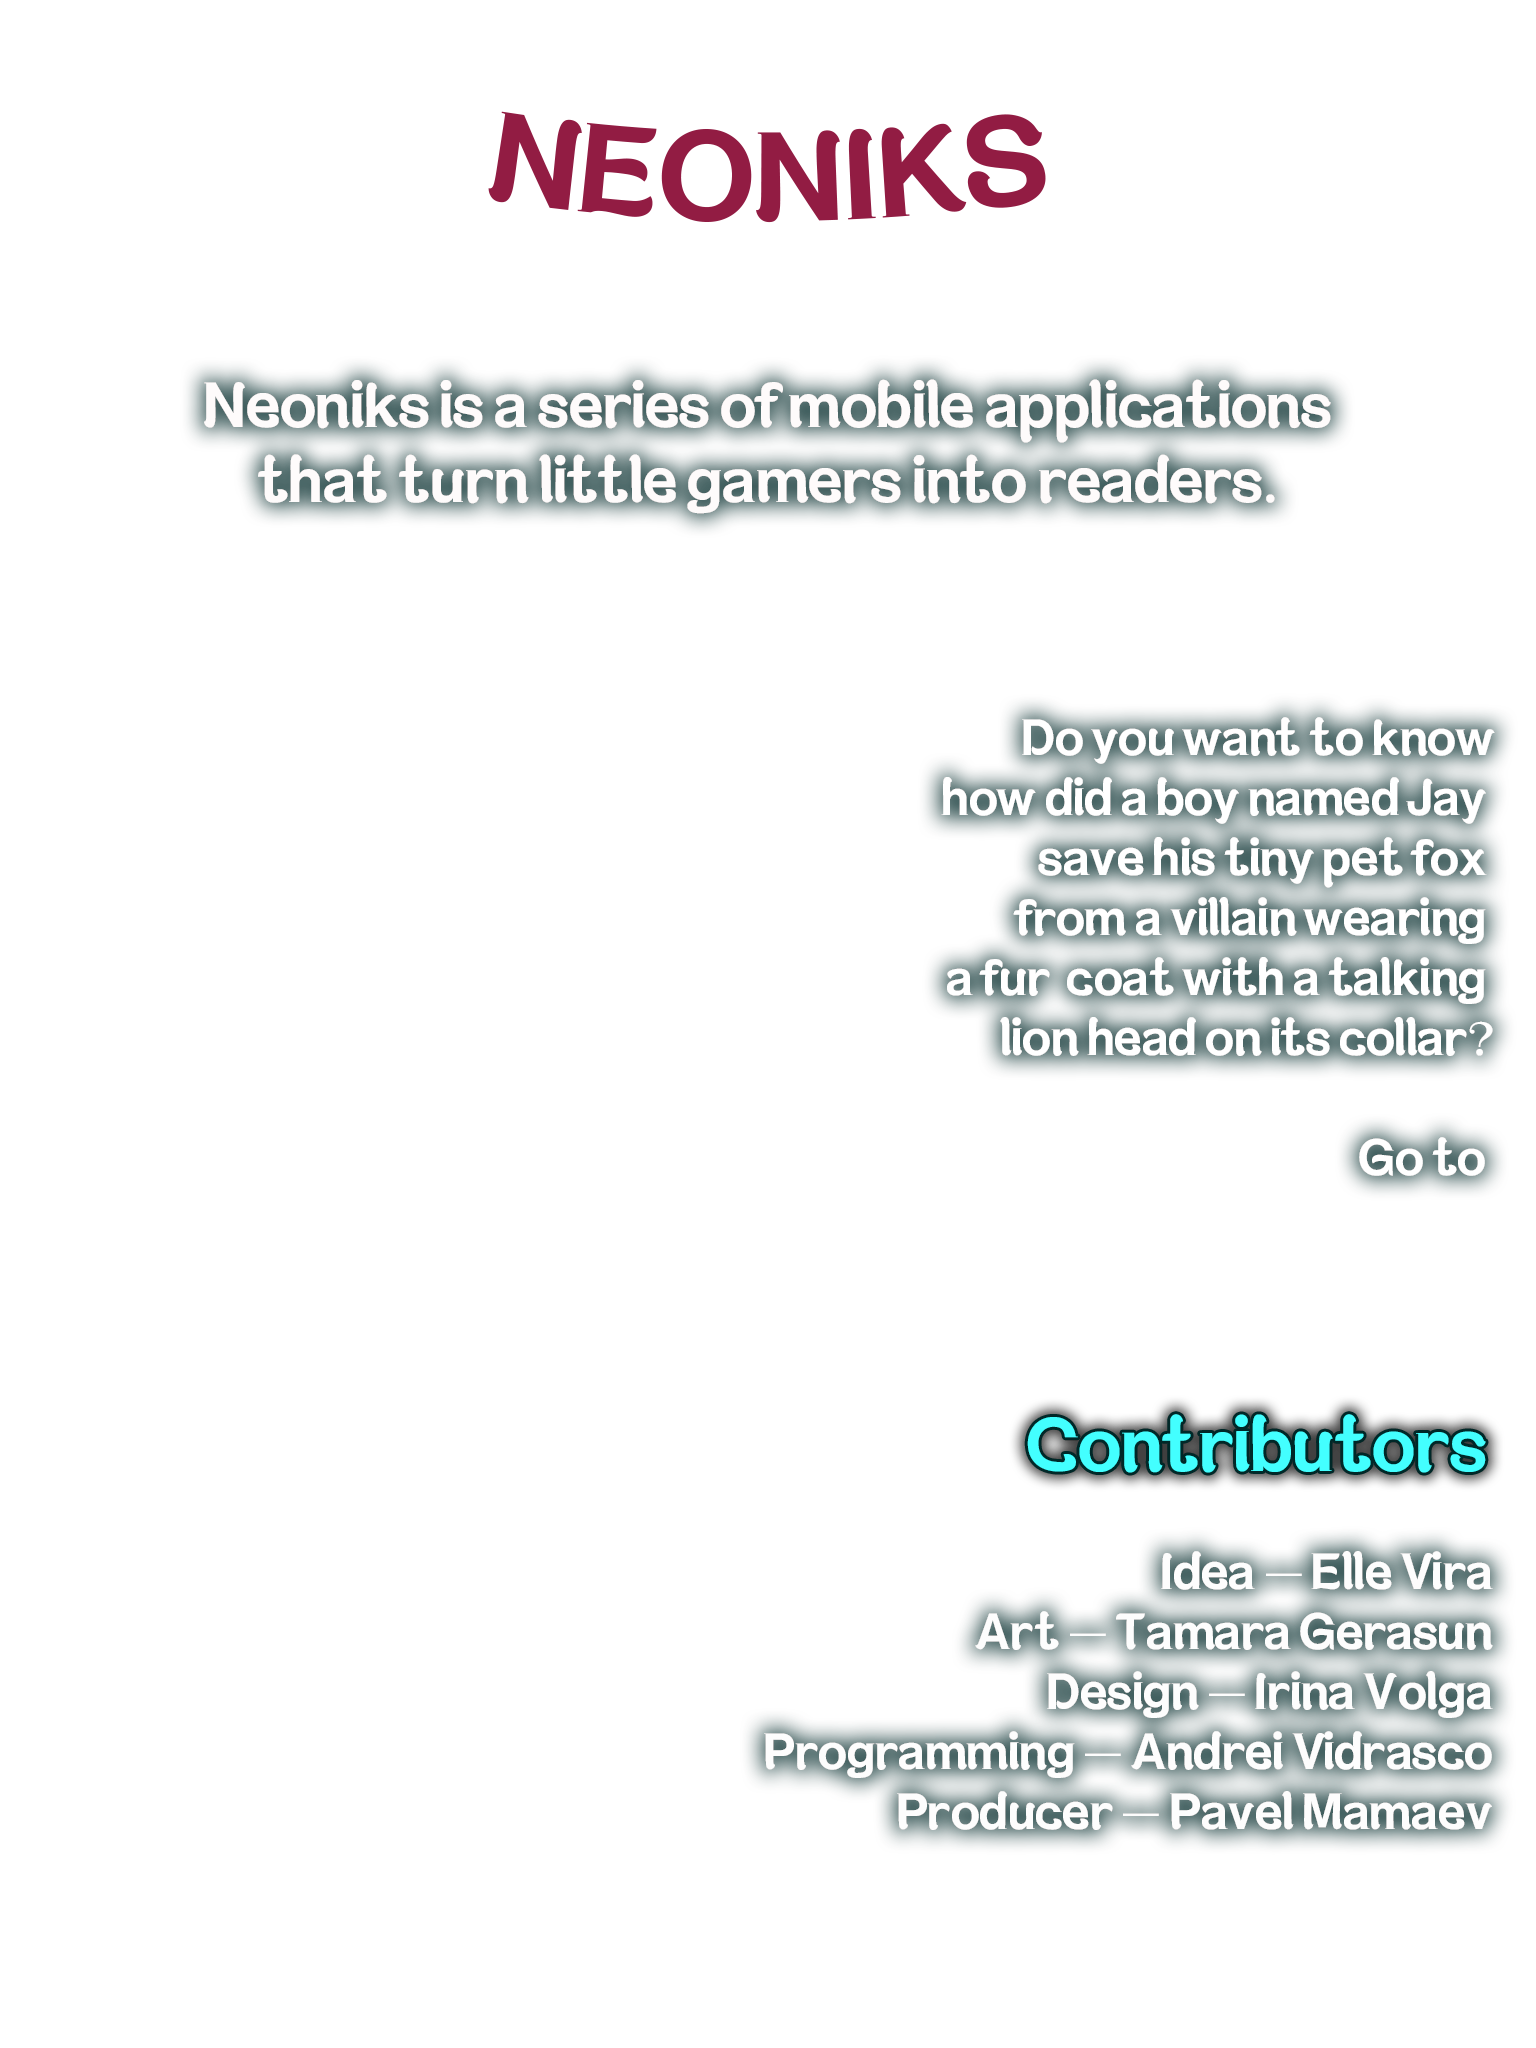 NEONIKS
Neoniks is a series of mobile applications
that turn little gamers into readers.
Do you want to know
how did a boy named Jay
save his tiny pet fox
from a villain wearing
a fur coat with a talking
lion head on its collar?
Go to
Contributors
Idea — Elle Vira
Art — Tamara Gerasun
Design — Irina Volga
Programming — Andrei Vidrasco
Producer — Pavel Mamaev